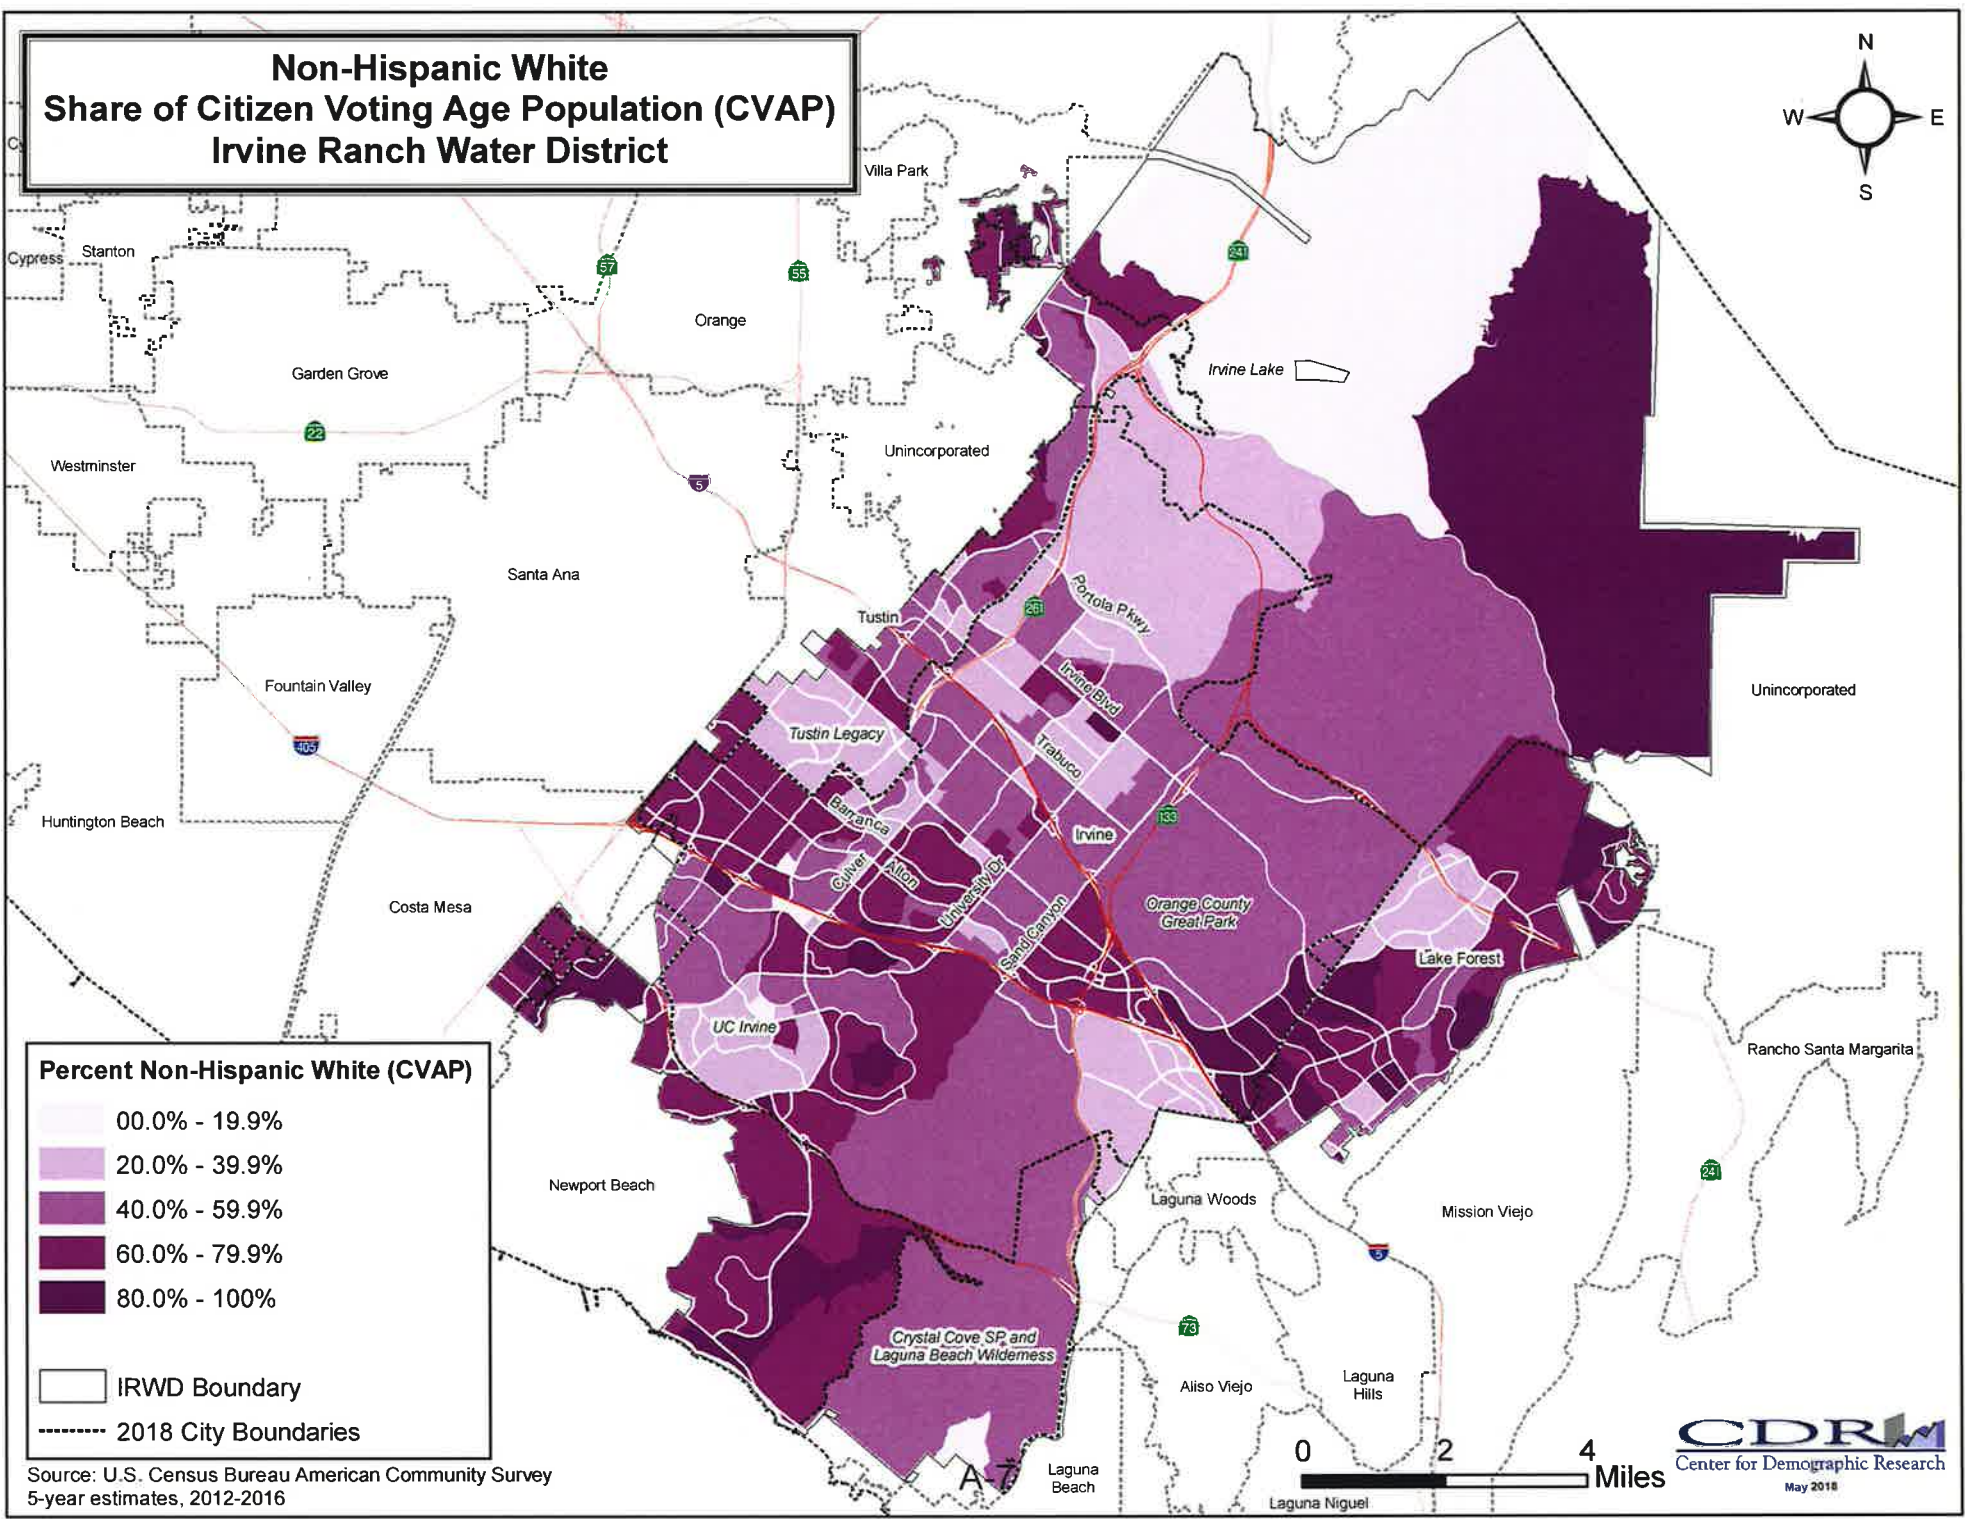 Non-Hispanic White
Share of Citizen Voting Age Population (CVAP)
Irvine Ranch Water District
N
W
E
S
Villa Park
Cypress
Stanton
57
55
241
Orange
Garden Grove
Irvine Lake
22
Westminster
Unincorporated
5
Santa Ana
Portola Pkwy
261
Tustin
Irvine Blvd
Fountain Valley
Unincorporated
Tustin Legacy
405
Trabuco
Huntington Beach
Barranca
133
Irvine
Culver
Alton
University Dr
Costa Mesa
Orange County
Great Park
Sand Canyon
Lake Forest
UC Irvine
Rancho Santa Margarita
Percent Non-Hispanic White (CVAP)
00.0% - 19.9%
20.0% - 39.9%
40.0% - 59.9%
60.0% - 79.9%
80.0% - 100%
IRWD Boundary
2018 City Boundaries
Newport Beach
Laguna Woods
Mission Viejo
241
5
73
Crystal Cove SP and
Laguna Beach Wilderness
Aliso Viejo
Laguna
Hills
A-7
Laguna
Beach
0 2 4
Miles
Laguna Niguel
CDR
Center for Demographic Research
May 2018
Source: U.S. Census Bureau American Community Survey
5-year estimates, 2012-2016